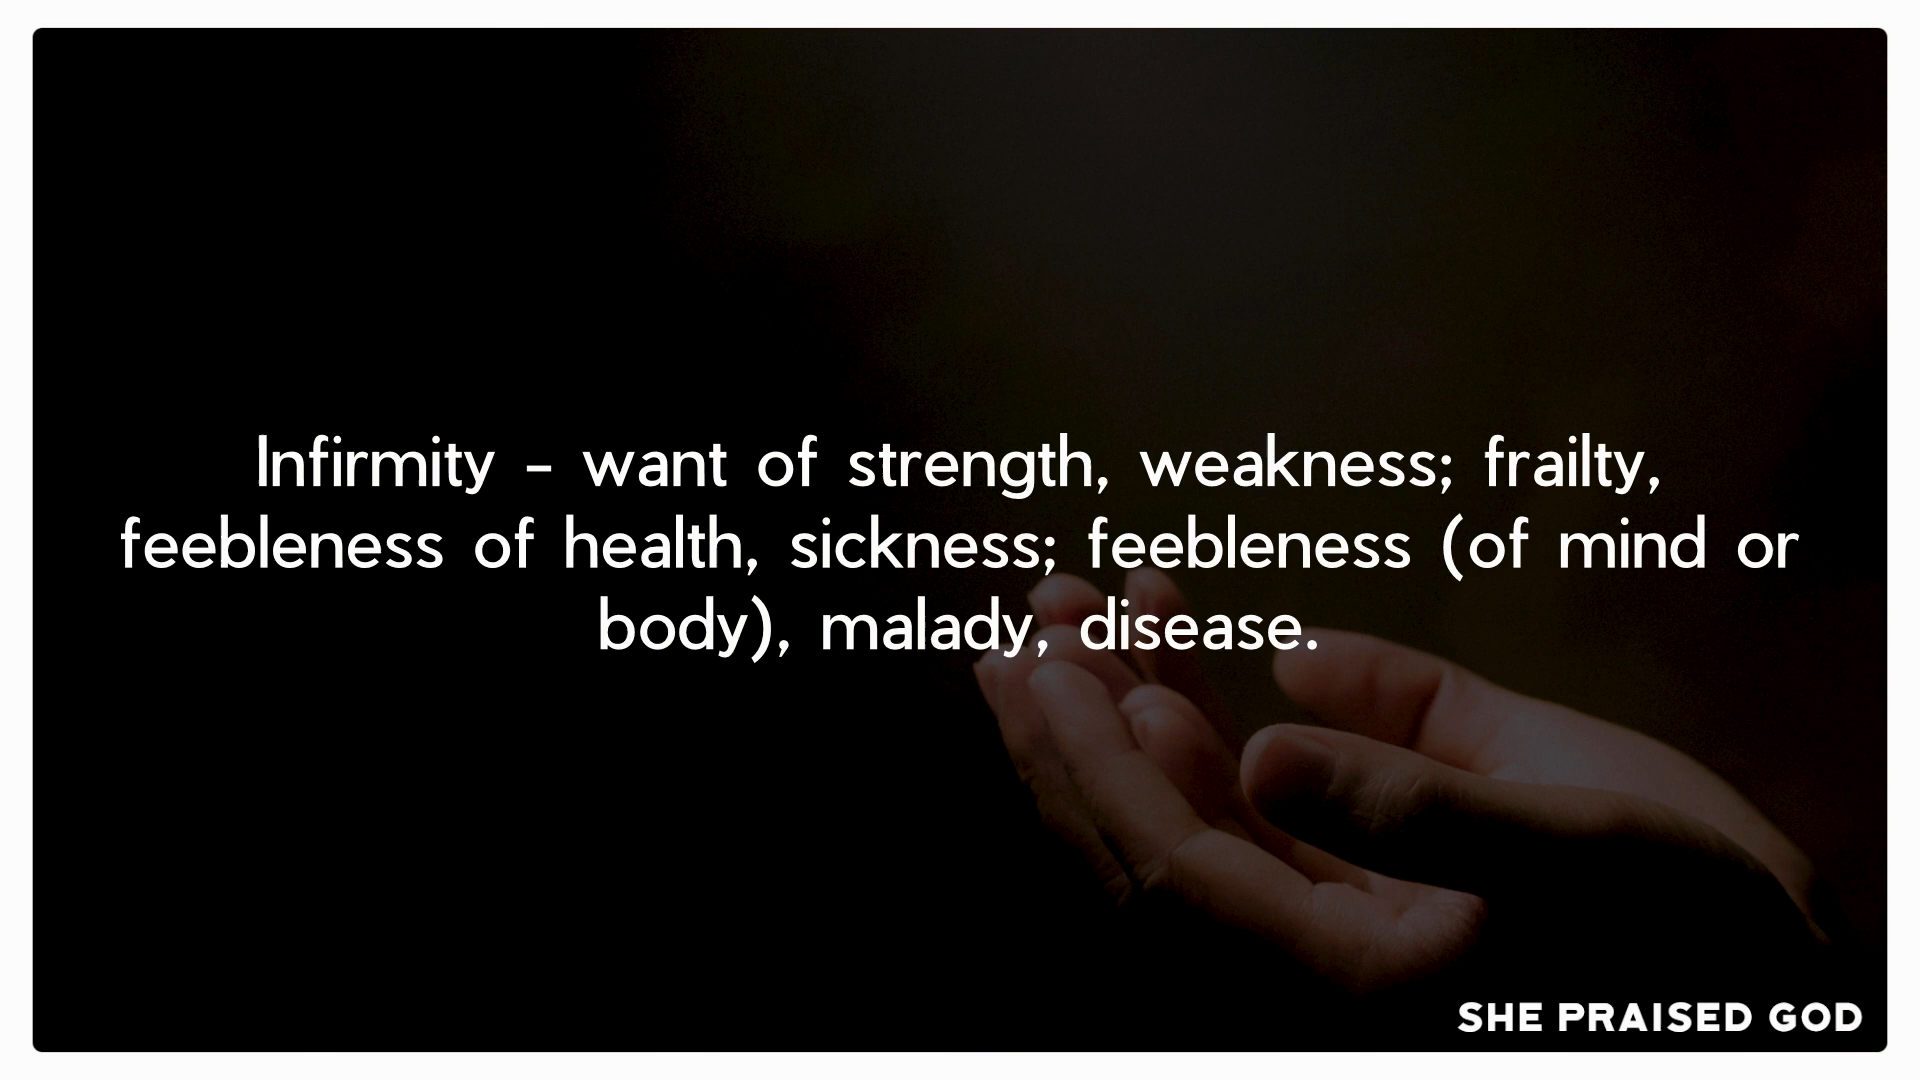 Infirmity - want of strength, weakness; frailty,
feebleness of health, sickness; feebleness (of mind or
body), malady, disease.
SHE PRAISED GOD